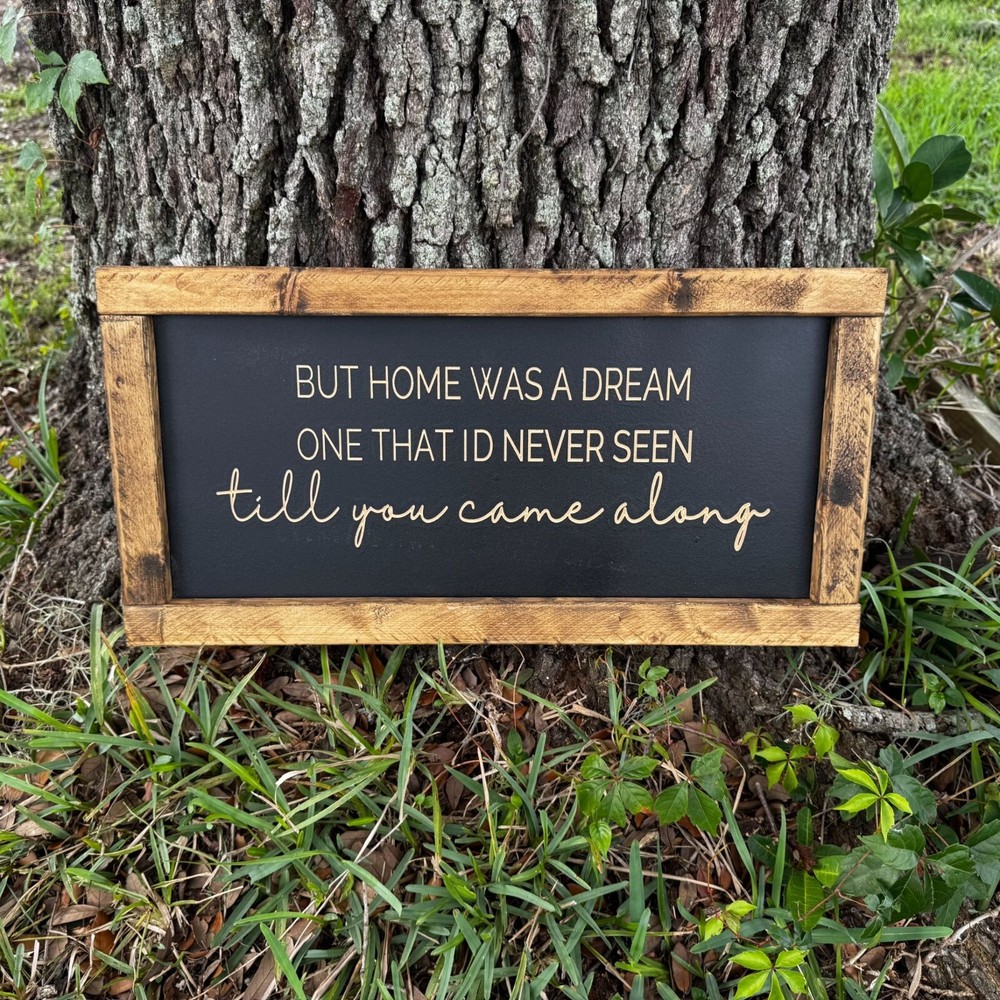 BUT HOME WAS A DREAM
ONE THAT ID NEVER SEEN
till you came along